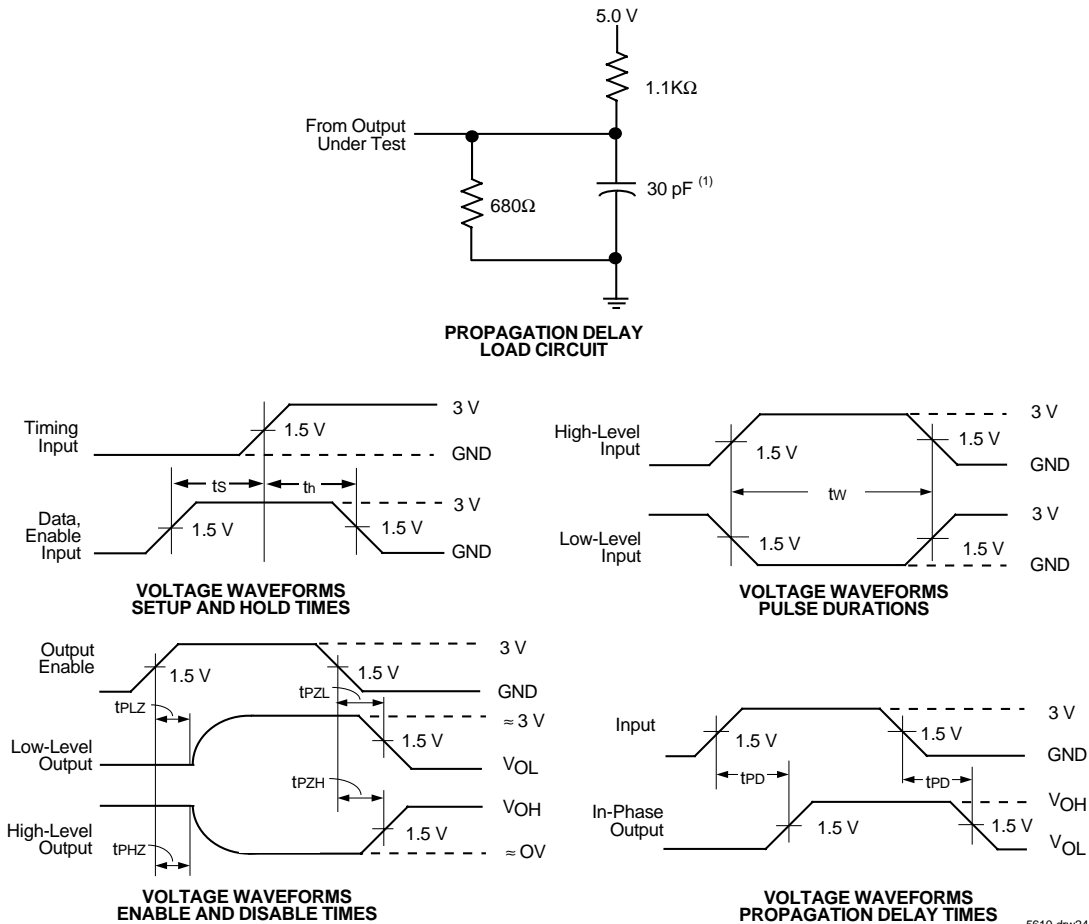 5.0 V
1.1KΩ
From Output
Under Test
30 pF (1)
680Ω
PROPAGATION DELAY
LOAD CIRCUIT
Timing
Input
1.5 V
3 V
GND
tS
th
Data,
Enable
Input
1.5 V
1.5 V
3 V
GND
VOLTAGE WAVEFORMS
SETUP AND HOLD TIMES
High-Level
Input
1.5 V
1.5 V
3 V
GND
tW
Low-Level
Input
1.5 V
1.5 V
3 V
GND
VOLTAGE WAVEFORMS
PULSE DURATIONS
Output
Enable
1.5 V
1.5 V
3 V
GND
tPLZ
tPZL
Low-Level
Output
1.5 V
≈ 3 V
VOL
tPZH
High-Level
Output
1.5 V
VOH
≈ OV
tPHZ
VOLTAGE WAVEFORMS
ENABLE AND DISABLE TIMES
Input
1.5 V
1.5 V
3 V
GND
tPD
tPD
In-Phase
Output
1.5 V
1.5 V
VOH
VOL
VOLTAGE WAVEFORMS
PROPAGATION DELAY TIMES